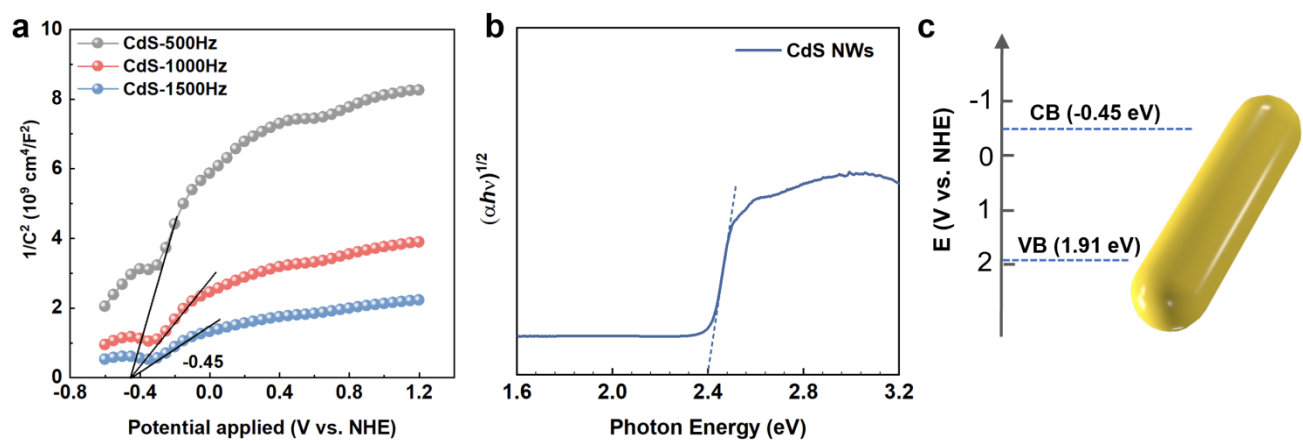 a
CdS-500Hz
CdS-1000Hz
CdS-1500Hz
10
8
6
4
2
0
1/C² (10⁹ cm⁴/F²)
-0.45
-0.8 -0.4 0.0 0.4 0.8 1.2
Potential applied (V vs. NHE)
b
CdS NWs
(αhν)^1/2
1.6 2.0 2.4 2.8 3.2
Photon Energy (eV)
c
E (V vs. NHE)
-1
0
1
2
CB (-0.45 eV)
VB (1.91 eV)